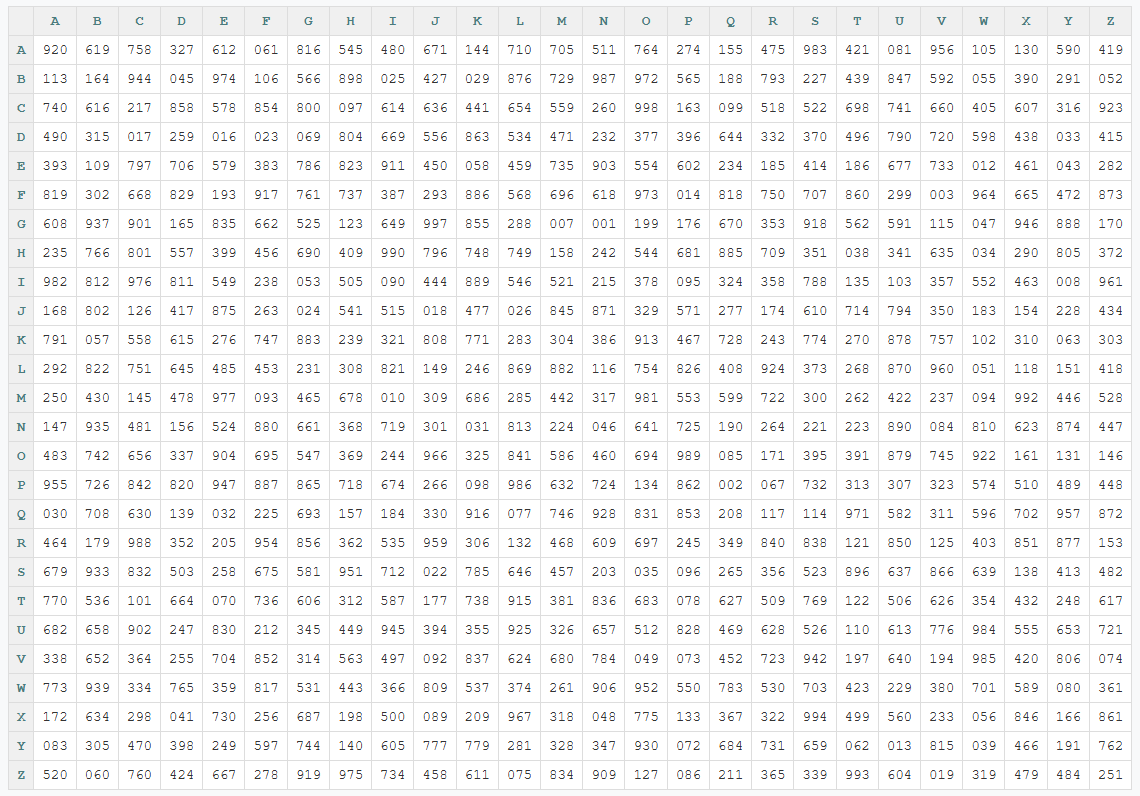 A B C D E F G H I J K L M N O P Q R S T U V W X Y Z
A 920 619 758 327 612 061 816 545 480 671 144 710 705 511 764 274 155 475 983 421 081 956 105 130 590 419
B 113 164 944 045 974 106 566 898 025 427 029 876 729 987 972 565 188 793 227 439 847 592 055 390 291 052
C 740 616 217 858 578 854 800 097 614 636 441 654 559 260 998 163 099 518 522 698 741 660 405 607 316 923
D 490 315 017 259 016 023 069 804 669 556 863 534 471 232 377 396 644 332 370 496 790 720 598 438 033 415
E 393 109 797 706 579 383 786 823 911 450 058 459 735 903 554 602 234 185 414 186 677 733 012 461 043 282
F 819 302 668 829 193 917 761 737 387 293 886 568 696 618 973 014 818 750 707 860 299 003 964 665 472 873
G 608 937 901 165 835 662 525 123 649 997 855 288 007 001 199 176 670 353 918 562 591 115 047 946 888 170
H 235 766 801 557 399 456 690 409 990 796 748 749 158 242 544 681 885 709 351 038 341 635 034 290 805 372
I 982 812 976 811 549 238 053 505 090 444 889 546 521 215 378 095 324 358 788 135 103 357 552 463 008 961
J 168 802 126 417 875 263 024 541 515 018 477 026 845 871 329 571 277 174 610 714 794 350 183 154 228 434
K 791 057 558 615 276 747 883 239 321 808 771 283 304 386 913 467 728 243 774 270 878 757 102 310 063 303
L 292 822 751 645 485 453 231 308 821 149 246 869 882 116 754 826 408 924 373 268 870 960 051 118 151 418
M 250 430 145 478 977 093 465 678 010 309 686 285 442 317 981 553 599 722 300 262 422 237 094 992 446 528
N 147 935 481 156 524 880 661 368 719 301 031 813 224 046 641 725 190 264 221 223 890 084 810 623 874 447
O 483 742 656 337 904 695 547 369 244 966 325 841 586 460 694 989 085 171 395 391 879 745 922 161 131 146
P 955 726 842 820 947 887 865 718 674 266 098 986 632 724 134 862 002 067 732 313 307 323 574 510 489 448
Q 030 708 630 139 032 225 693 157 184 330 916 077 746 928 831 853 208 117 114 971 582 311 596 702 957 872
R 464 179 988 352 205 954 856 362 535 959 306 132 468 609 697 245 349 840 838 121 850 125 403 851 877 153
S 679 933 832 503 258 675 581 951 712 022 785 646 457 203 035 096 265 356 523 896 637 866 639 138 413 482
T 770 536 101 664 070 736 606 312 587 177 738 915 381 836 683 078 627 509 769 122 506 626 354 432 248 617
U 682 658 902 247 830 212 345 449 945 394 355 925 326 657 512 828 469 628 526 110 613 776 984 555 653 721
V 338 652 364 255 704 852 314 563 497 092 837 624 680 784 049 073 452 723 942 197 640 194 985 420 806 074
W 773 939 334 765 359 817 531 443 366 809 537 374 261 906 952 550 783 530 703 423 229 380 701 589 080 361
X 172 634 298 041 730 256 687 198 500 089 209 967 318 048 775 133 367 322 994 499 560 233 056 846 166 861
Y 083 305 470 398 249 597 744 140 605 777 779 281 328 347 930 072 684 731 659 062 013 815 039 466 191 762
Z 520 060 760 424 667 278 919 975 734 458 611 075 834 909 127 086 211 365 339 993 604 019 319 479 484 251